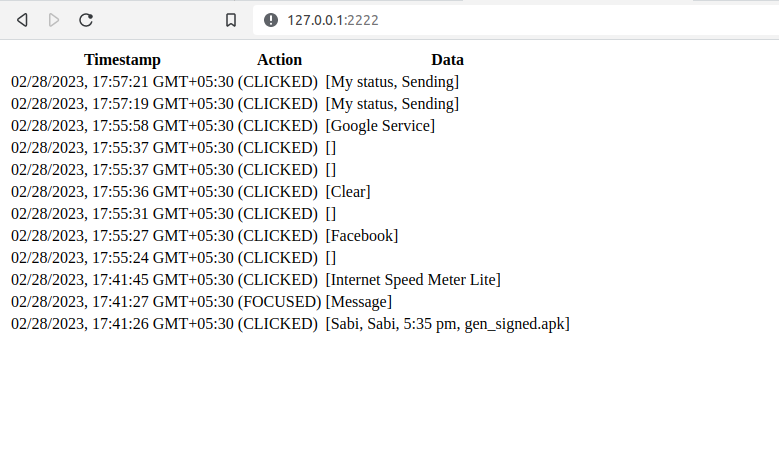 127.0.0.1:2222
Timestamp Action Data
02/28/2023, 17:57:21 GMT+05:30 (CLICKED) [My status, Sending]
02/28/2023, 17:57:19 GMT+05:30 (CLICKED) [My status, Sending]
02/28/2023, 17:55:58 GMT+05:30 (CLICKED) [Google Service]
02/28/2023, 17:55:37 GMT+05:30 (CLICKED) []
02/28/2023, 17:55:37 GMT+05:30 (CLICKED) []
02/28/2023, 17:55:36 GMT+05:30 (CLICKED) [Clear]
02/28/2023, 17:55:31 GMT+05:30 (CLICKED) []
02/28/2023, 17:55:27 GMT+05:30 (CLICKED) [Facebook]
02/28/2023, 17:55:24 GMT+05:30 (CLICKED) []
02/28/2023, 17:41:45 GMT+05:30 (CLICKED) [Internet Speed Meter Lite]
02/28/2023, 17:41:27 GMT+05:30 (FOCUSED) [Message]
02/28/2023, 17:41:26 GMT+05:30 (CLICKED) [Sabi, Sabi, 5:35 pm, gen_signed.apk]